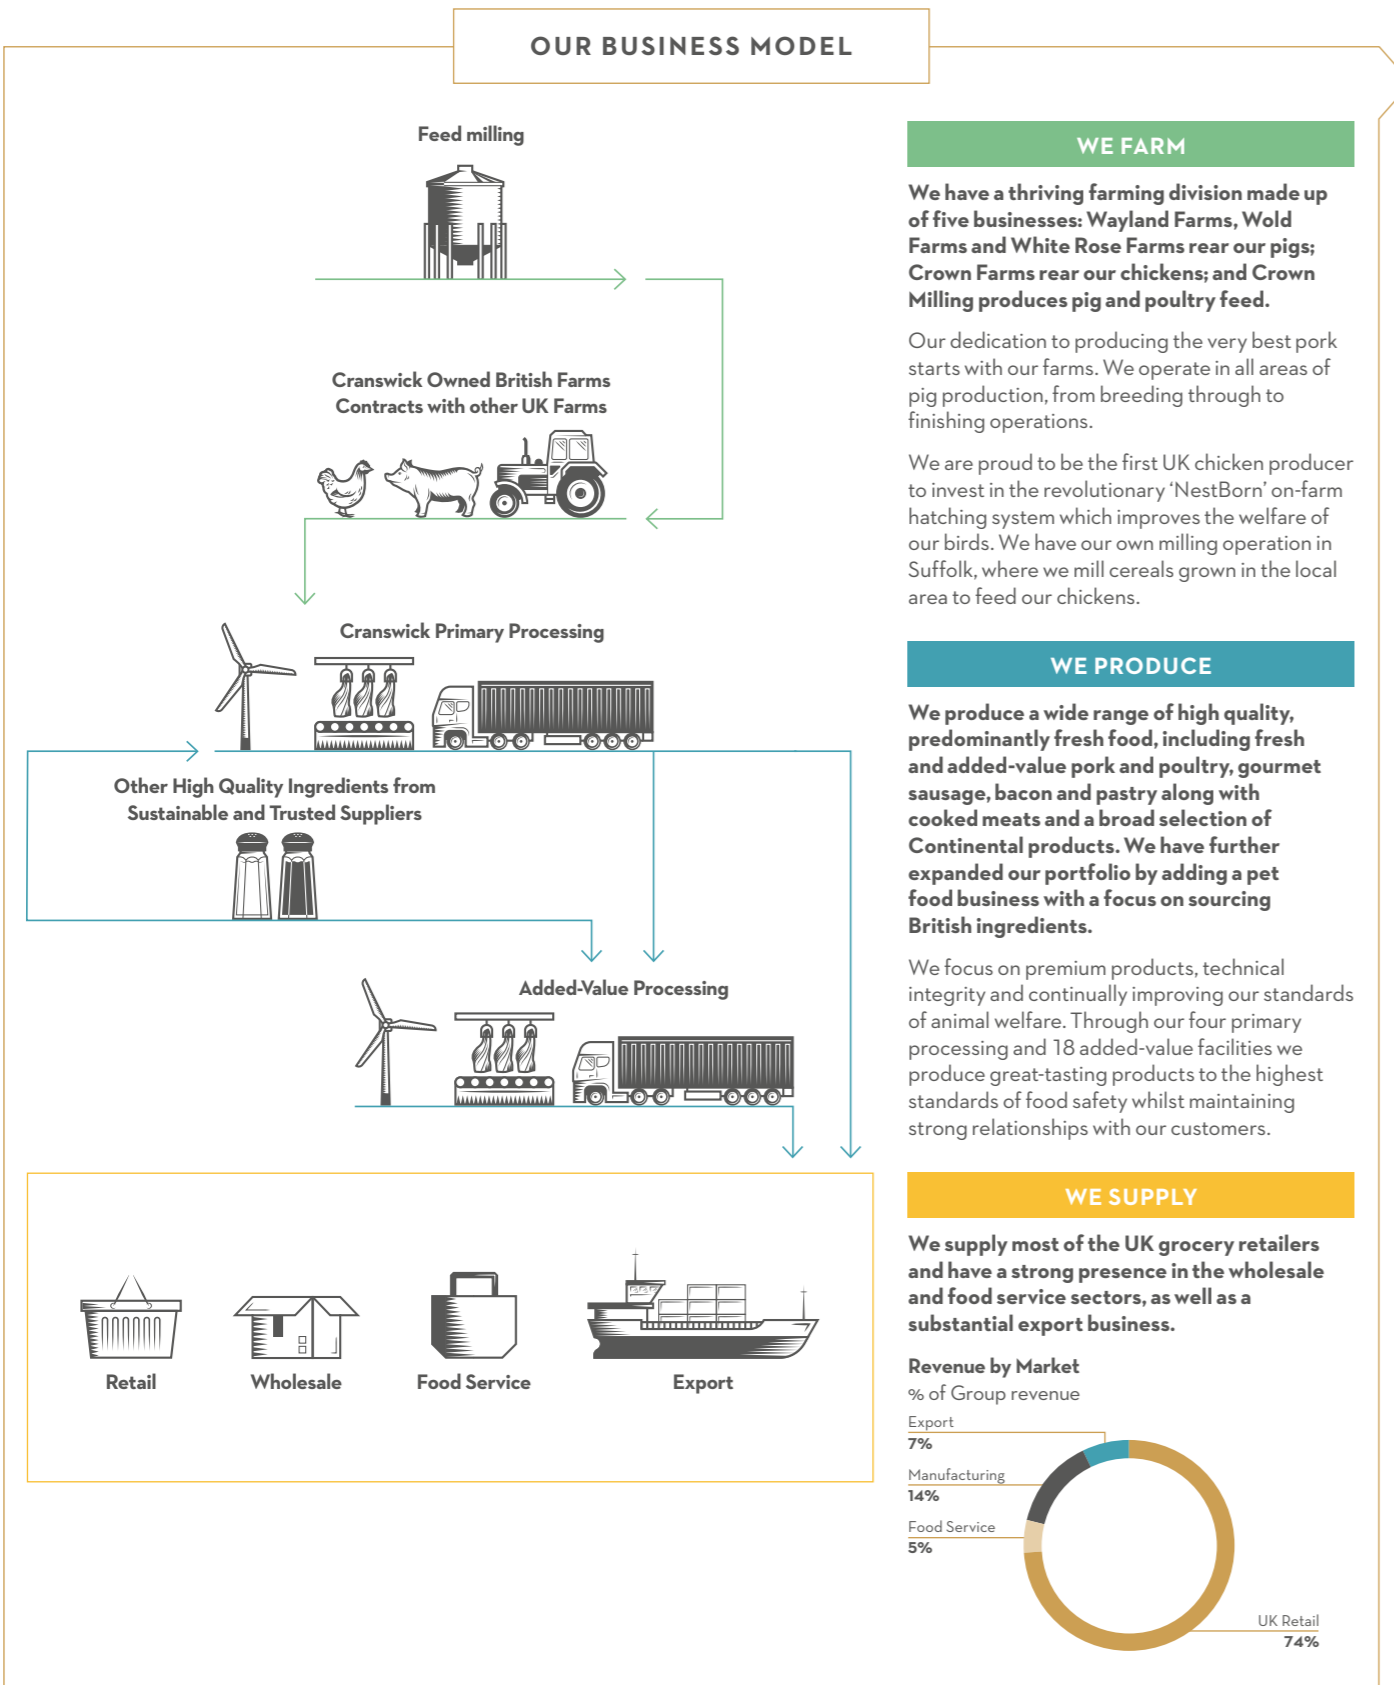 OUR BUSINESS MODEL
Feed milling
Cranswick Owned British Farms
Contracts with other UK Farms
Cranswick Primary Processing
Other High Quality Ingredients from
Sustainable and Trusted Suppliers
Added-Value Processing
Retail
Wholesale
Food Service
Export
WE FARM
We have a thriving farming division made up
of five businesses: Wayland Farms, Wold
Farms and White Rose Farms rear our pigs;
Crown Farms rear our chickens; and Crown
Milling produces pig and poultry feed.
Our dedication to producing the very best pork
starts with our farms. We operate in all areas of
pig production, from breeding through to
finishing operations.
We are proud to be the first UK chicken producer
to invest in the revolutionary ‘NestBorn’ on-farm
hatching system which improves the welfare of
our birds. We have our own milling operation in
Suffolk, where we mill cereals grown in the local
area to feed our chickens.
WE PRODUCE
We produce a wide range of high quality,
predominantly fresh food, including fresh
and added-value pork and poultry, gourmet
sausage, bacon and pastry along with
cooked meats and a broad selection of
Continental products. We have further
expanded our portfolio by adding a pet
food business with a focus on sourcing
British ingredients.
We focus on premium products, technical
integrity and continually improving our standards
of animal welfare. Through our four primary
processing and 18 added-value facilities we
produce great-tasting products to the highest
standards of food safety whilst maintaining
strong relationships with our customers.
WE SUPPLY
We supply most of the UK grocery retailers
and have a strong presence in the wholesale
and food service sectors, as well as a
substantial export business.
Revenue by Market
% of Group revenue
Export
7%
Manufacturing
14%
Food Service
5%
UK Retail
74%